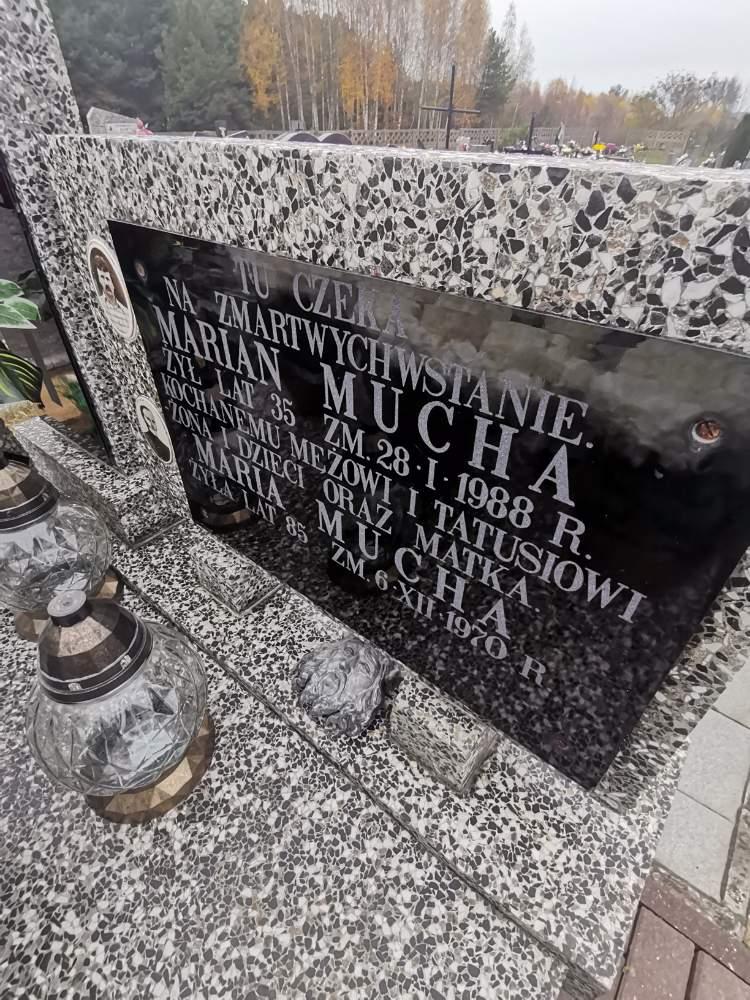 TU CZEKA
NA ZMARTWYCHWSTANIE.
MARIAN MUCHA
ŻYŁ LAT 35 ZM. 28·I·1988 R.
KOCHANEMU MĘŻOWI I TATUSIOWI
ŻONA I DZIECI ORAZ MATKA.
MARIA MUCHA
ŻYŁA LAT 85 ZM. 6·XII 1970 R